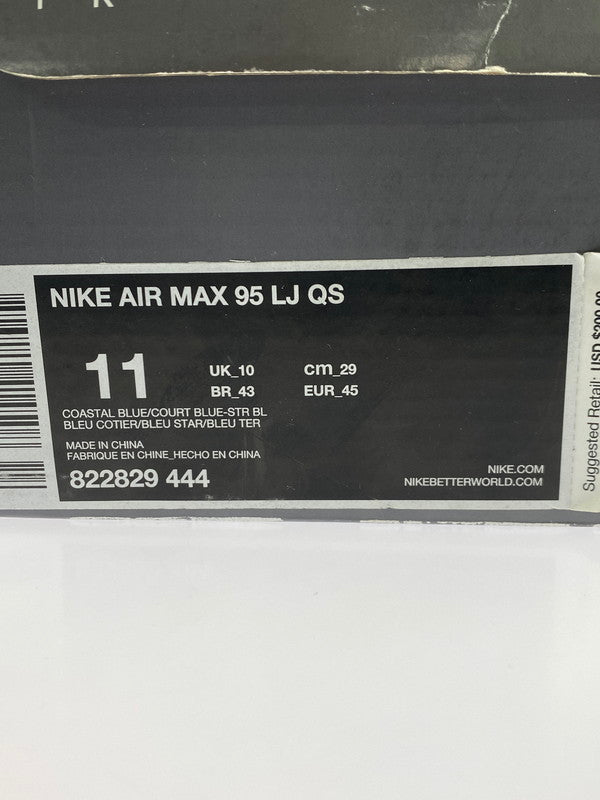 I R
NIKE AIR MAX 95 LJ QS
11
UK_10 cm_29
BR_43 EUR_45
COASTAL BLUE/COURT BLUE-STR BL
BLEU COTIER/BLEU STAR/BLEU TER
MADE IN CHINA
FABRIQUE EN CHINE_HECHO EN CHINA
822829 444
NIKE.COM
NIKEBETTERWORLD.COM
Suggested Retail: USD $200.00